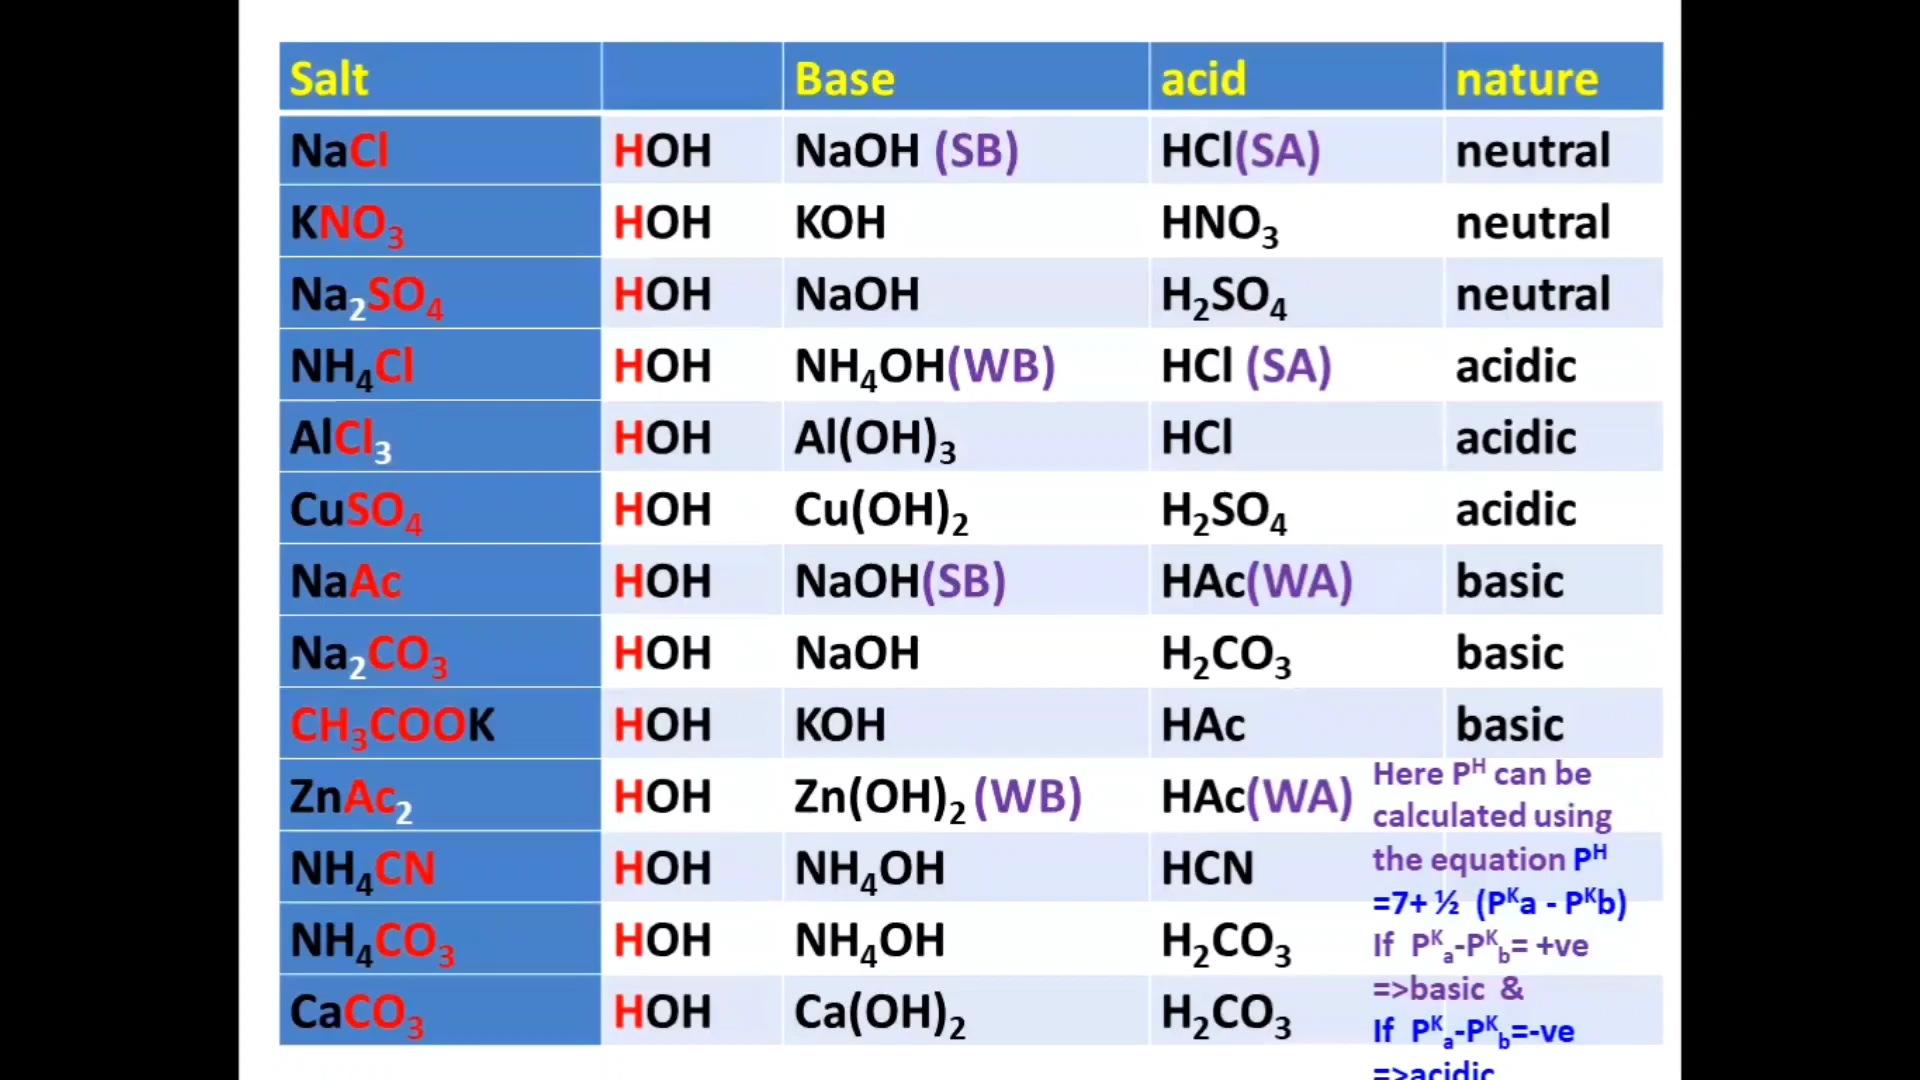 Salt Base acid nature
NaCl HOH NaOH (SB) HCl(SA) neutral
KNO₃ HOH KOH HNO₃ neutral
Na₂SO₄ HOH NaOH H₂SO₄ neutral
NH₄Cl HOH NH₄OH(WB) HCl (SA) acidic
AlCl₃ HOH Al(OH)₃ HCl acidic
CuSO₄ HOH Cu(OH)₂ H₂SO₄ acidic
NaAc HOH NaOH(SB) HAc(WA) basic
Na₂CO₃ HOH NaOH H₂CO₃ basic
CH₃COOK HOH KOH HAc basic
ZnAc₂ HOH Zn(OH)₂ (WB) HAc(WA)
NH₄CN HOH NH₄OH HCN
NH₄CO₃ HOH NH₄OH H₂CO₃
CaCO₃ HOH Ca(OH)₂ H₂CO₃
Here Pᴴ can be
calculated using
the equation Pᴴ
=7+ ½ (Pᴷa - Pᴷb)
If Pᴷₐ-Pᴷb= +ve
=>basic &
If Pᴷₐ-Pᴷb=-ve
=>acidic